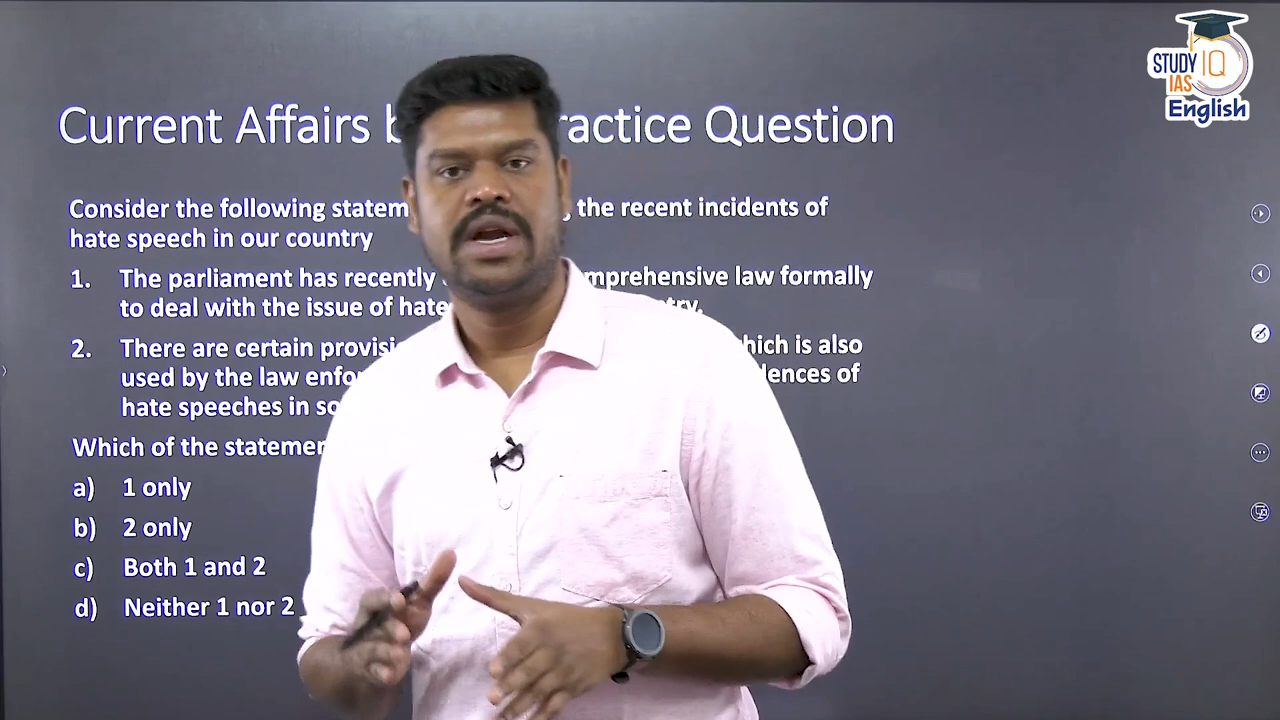 STUDY IQ
IAS
English
Current Affairs b ractice Question
Consider the following statem the recent incidents of
hate speech in our country
1. The parliament has recently mprehensive law formally
to deal with the issue of hate try.
2. There are certain provisi hich is also
used by the law enfo dences of
hate speeches in so
Which of the statemen
a) 1 only
b) 2 only
c) Both 1 and 2
d) Neither 1 nor 2